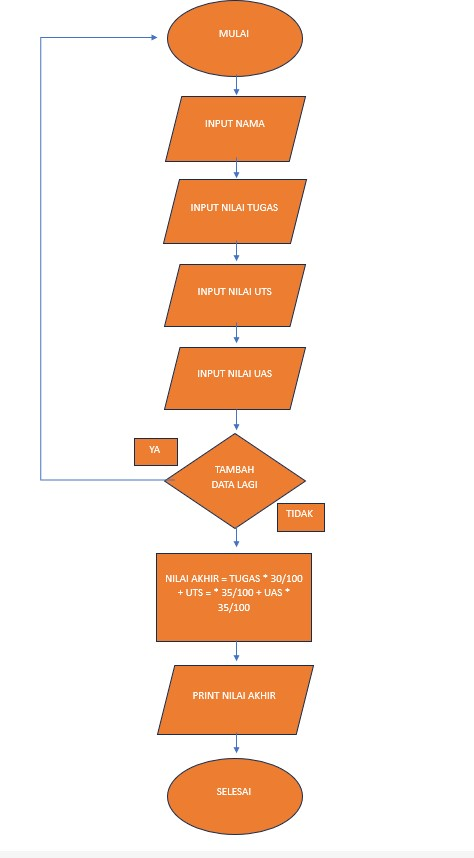 MULAI
INPUT NAMA
INPUT NILAI TUGAS
INPUT NILAI UTS
INPUT NILAI UAS
YA
TAMBAH
DATA LAGI
TIDAK
NILAI AKHIR = TUGAS * 30/100
+ UTS = * 35/100 + UAS *
35/100
PRINT NILAI AKHIR
SELESAI